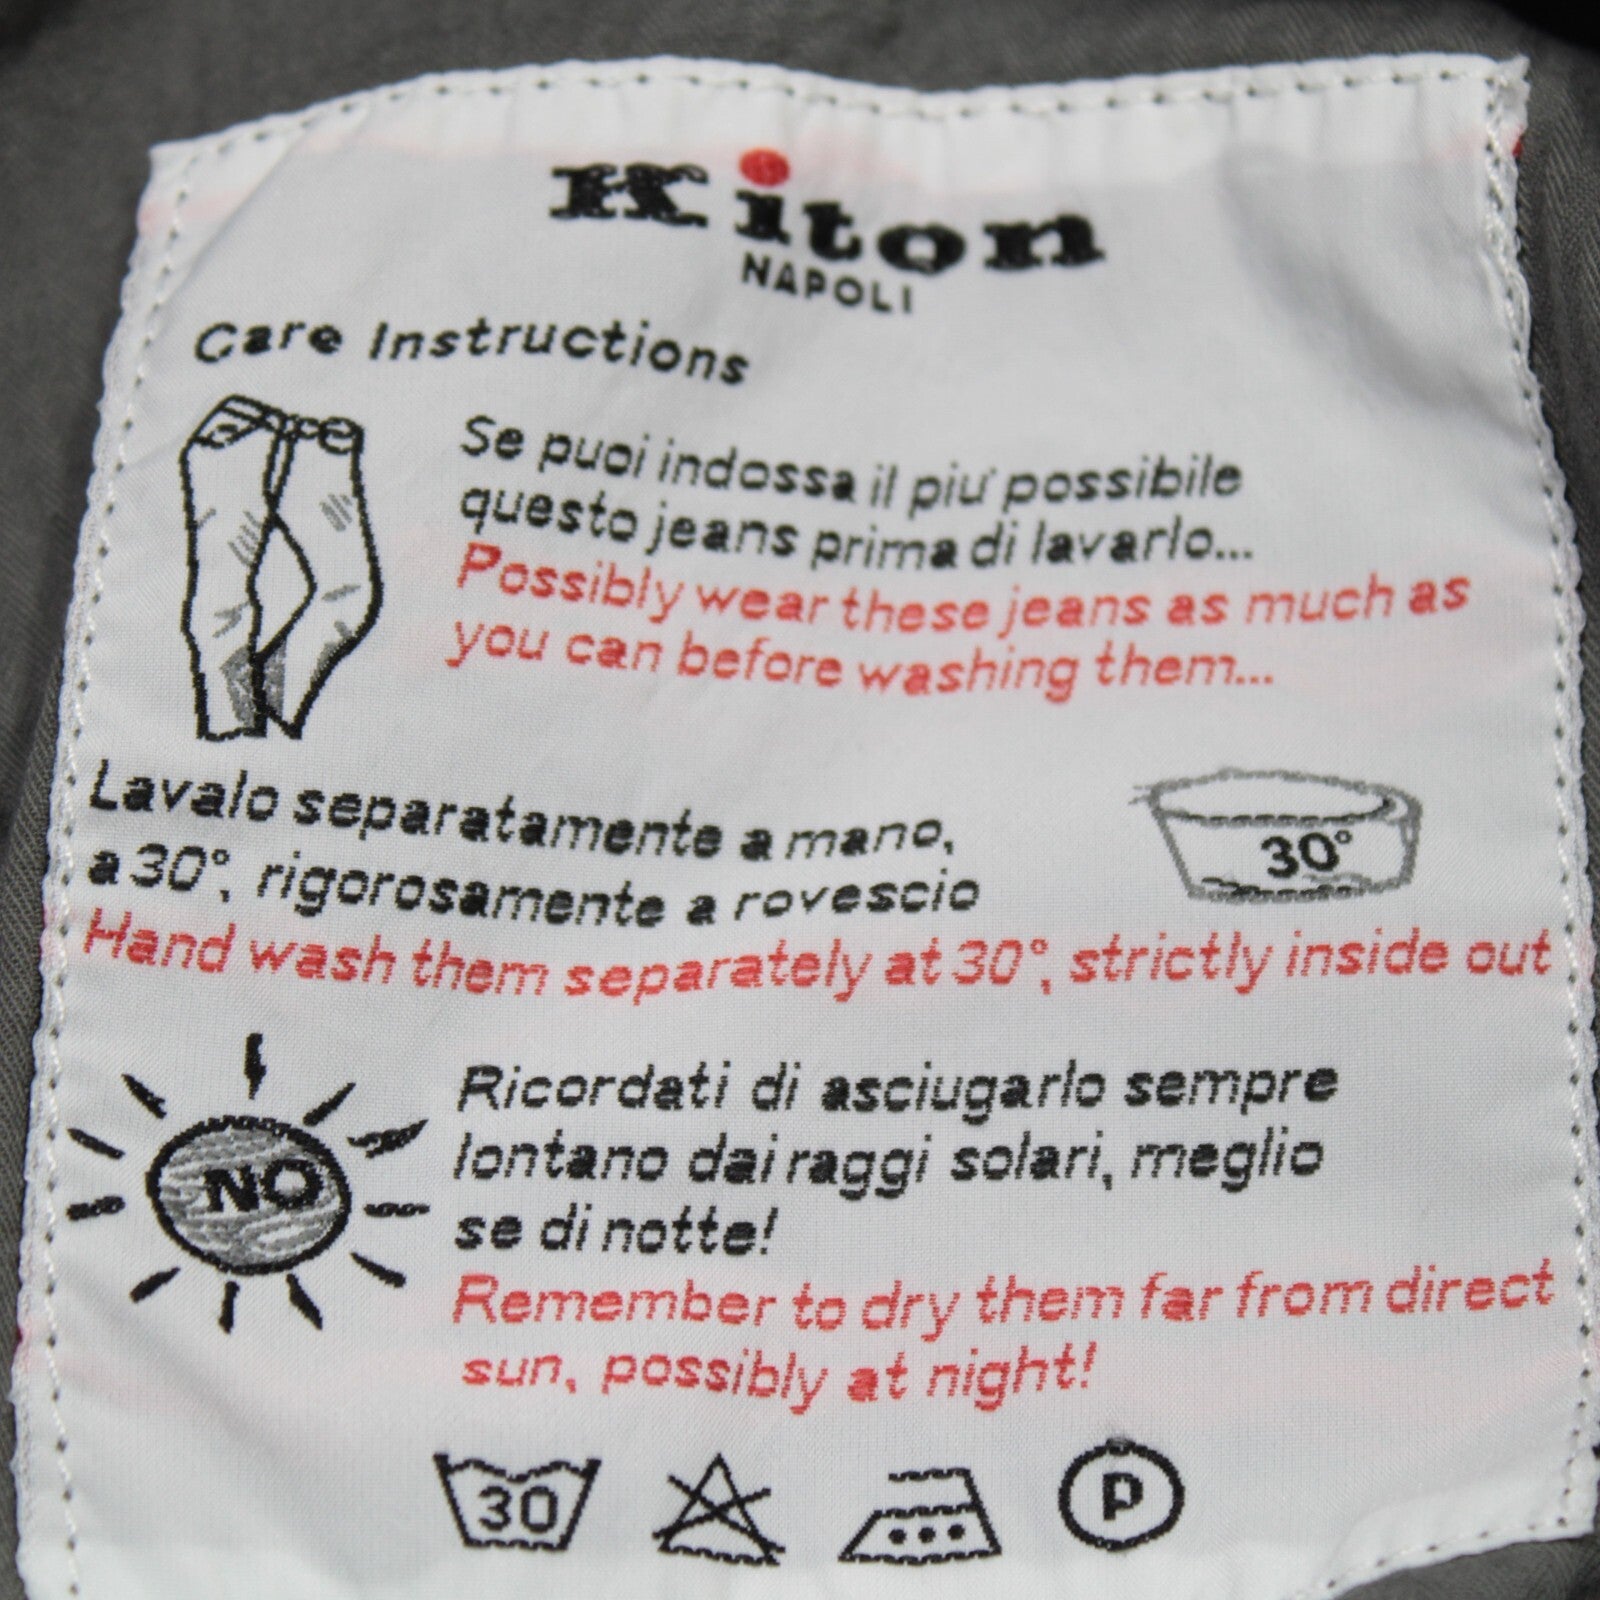 Kiton
NAPOLI
Care Instructions
Se puoi indossa il piu' possibile
questo jeans prima di lavarlo...
Possibly wear these jeans as much as
you can before washing them...
Lavalo separatamente a mano,
a 30°, rigorosamente a rovescio
30°
Hand wash them separately at 30°, strictly inside out
NO
Ricordati di asciugarlo sempre
lontano dai raggi solari, meglio
se di notte!
Remember to dry them far from direct
sun, possibly at night!
30
P